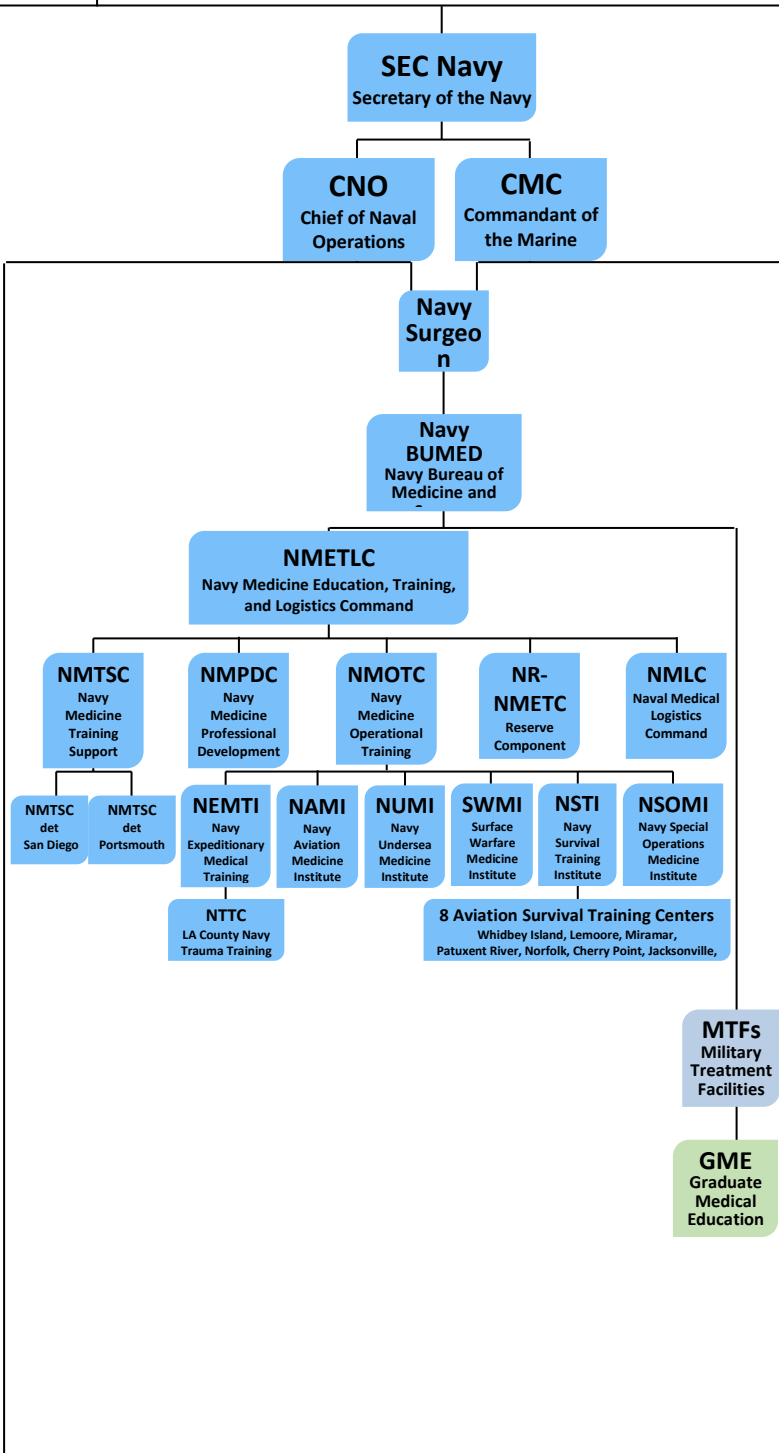 SEC Navy
Secretary of the Navy
CNO
Chief of Naval
Operations
CMC
Commandant of
the Marine
Navy
Surgeo
n
Navy
BUMED
Navy Bureau of
Medicine and
NMETLC
Navy Medicine Education, Training,
and Logistics Command
NMTSC
Navy
Medicine
Training
Support
NMPDC
Navy
Medicine
Professional
Development
NMOTC
Navy
Medicine
Operational
Training
NR-
NMETC
Reserve
Component
NMLC
Naval Medical
Logistics
Command
NMTSC
det
San Diego
NMTSC
det
Portsmouth
NEMTI
Navy
Expeditionary
Medical
Training
NAMI
Navy
Aviation
Medicine
Institute
NUMI
Navy
Undersea
Medicine
Institute
SWMI
Surface
Warfare
Medicine
Institute
NSTI
Navy
Survival
Training
Institute
NSOMI
Navy Special
Operations
Medicine
Institute
NTTC
LA County Navy
Trauma Training
8 Aviation Survival Training Centers
Whidbey Island, Lemoore, Miramar,
Patuxent River, Norfolk, Cherry Point, Jacksonville,
MTFs
Military
Treatment
Facilities
GME
Graduate
Medical
Education